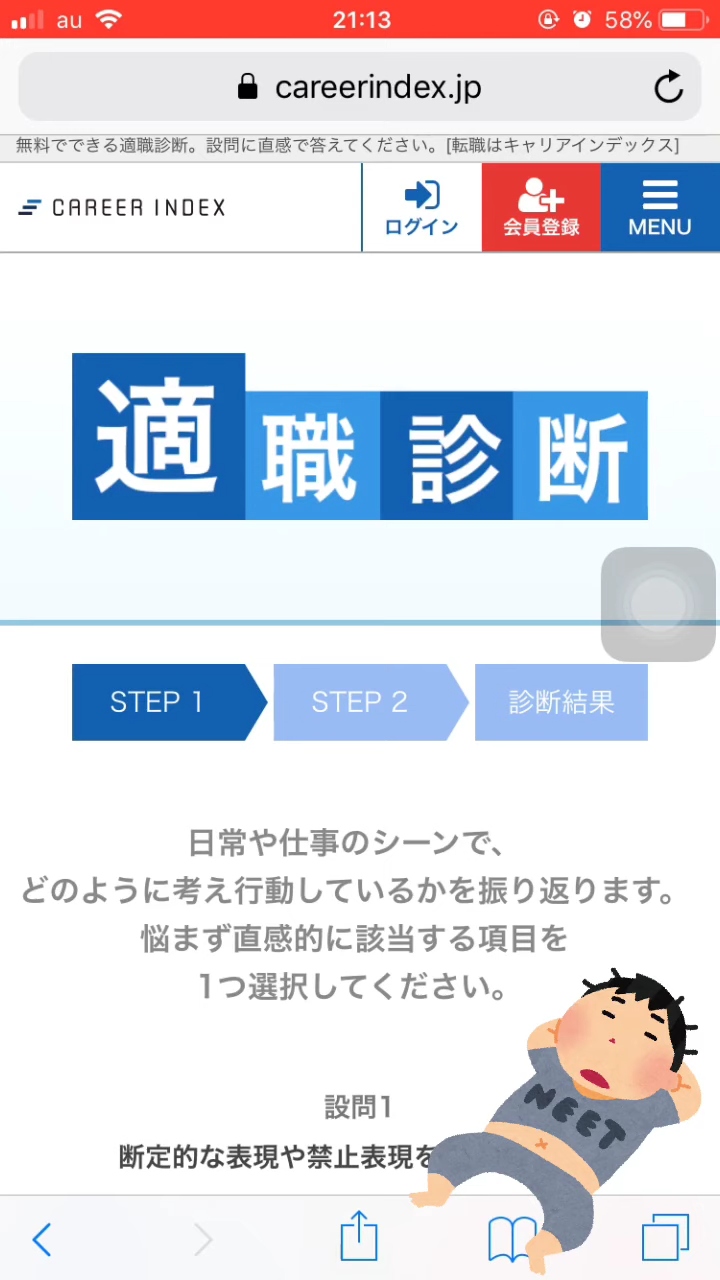 au 21:13 58%
careerindex.jp
無料でできる適職診断。設問に直感で答えてください。[転職はキャリアインデックス]
CAREER INDEX
ログイン
会員登録
MENU
適職診断
STEP 1
STEP 2
診断結果
日常や仕事のシーンで、
どのように考え行動しているかを振り返ります。
悩まず直感的に該当する項目を
1つ選択してください。
設問1
断定的な表現や禁止表現を
NEET